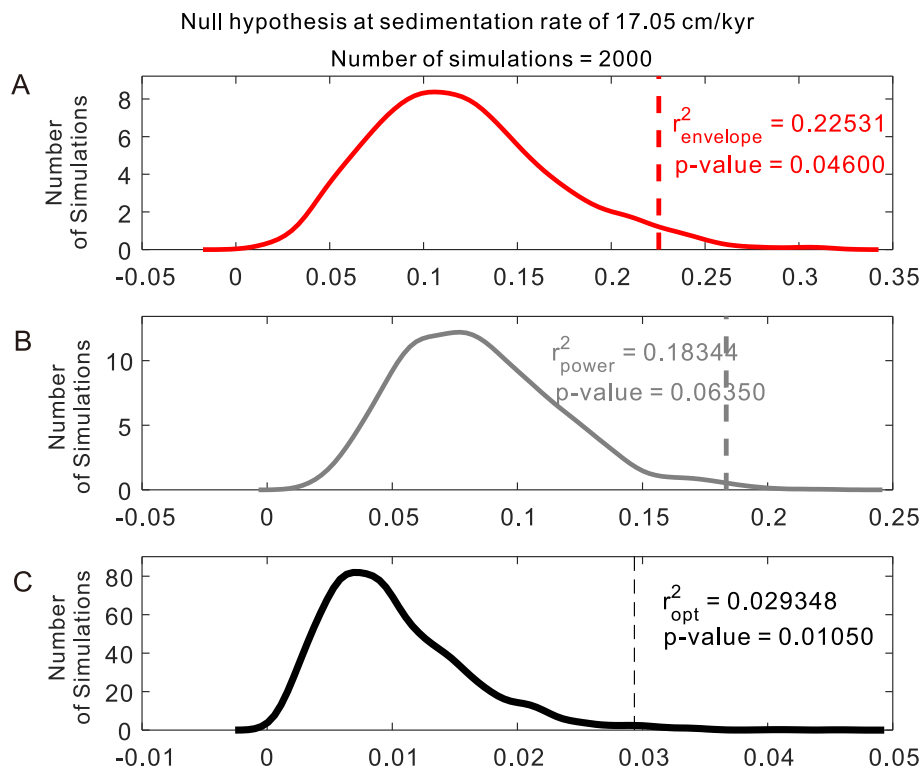 Null hypothesis at sedimentation rate of 17.05 cm/kyr
Number of simulations = 2000
A
Number
of Simulations
8
6
4
2
0
r²envelope = 0.22531
p-value = 0.04600
-0.05 0 0.05 0.1 0.15 0.2 0.25 0.3 0.35
B
Number
of Simulations
10
5
0
r²power = 0.18344
p-value = 0.06350
-0.05 0 0.05 0.1 0.15 0.2 0.25
C
Number
of Simulations
80
60
40
20
0
r²opt = 0.029348
p-value = 0.01050
-0.01 0 0.01 0.02 0.03 0.04 0.05